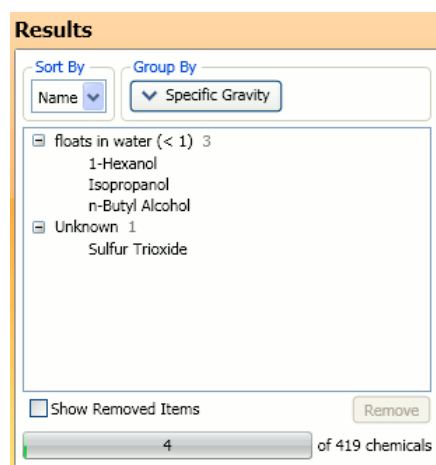 Results
Sort By Group By
Name Specific Gravity
floats in water (< 1) 3
1-Hexanol
Isopropanol
n-Butyl Alcohol
Unknown 1
Sulfur Trioxide
Show Removed Items Remove
4 of 419 chemicals